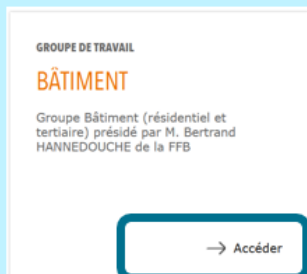 GROUPE DE TRAVAIL
BÂTIMENT
Groupe Bâtiment (résidentiel et
tertiaire) présidé par M. Bertrand
HANNEDOUCHE de la FFB
→ Accéder